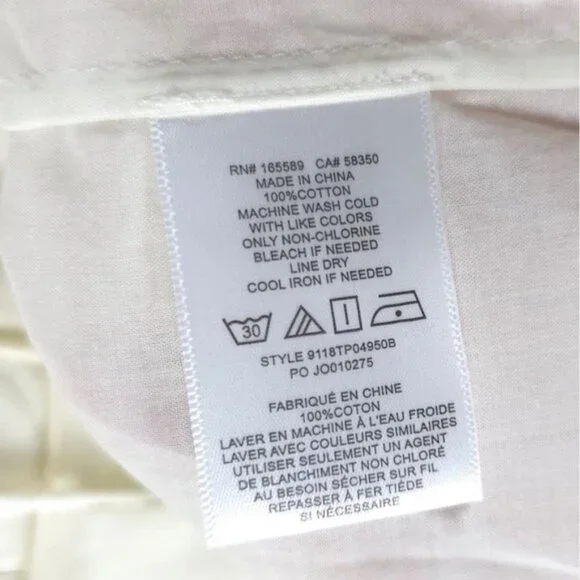 RN# 165589 CA# 58350
MADE IN CHINA
100%COTTON
MACHINE WASH COLD
WITH LIKE COLORS
ONLY NON-CHLORINE
BLEACH IF NEEDED
LINE DRY
COOL IRON IF NEEDED
30
STYLE 9118TP04950B
PO JO010275
FABRIQUÉ EN CHINE
100%COTTON
LAVER EN MACHINE À L'EAU FROIDE
LAVER AVEC COULEURS SIMILAIRES
UTILISER SEULEMENT UN AGENT
DE BLANCHIMENT NON CHLORÉ
AU BESOIN SÉCHER SUR FIL
REPASSER À FER TIÈDE
SI NÉCESSAIRE